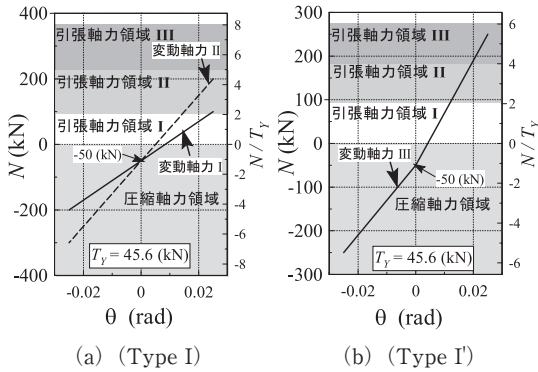 400
200
0
-200
-400
N (kN)
引張軸力領域 III
変動軸力 II
引張軸力領域 II
引張軸力領域 I
-50 (kN)
変動軸力 I
圧縮軸力領域
T_Y = 45.6 (kN)
8
6
4
2
0
-2
-4
-6
-8
N / T_Y
-0.02
0
0.02
θ (rad)
(a) (Type I)
300
200
100
0
-100
-200
-300
N (kN)
引張軸力領域 III
引張軸力領域 II
引張軸力領域 I
変動軸力 III
-50 (kN)
圧縮軸力領域
T_Y = 45.6 (kN)
6
4
2
0
-2
-4
-6
N / T_Y
-0.02
0
0.02
θ (rad)
(b) (Type I')